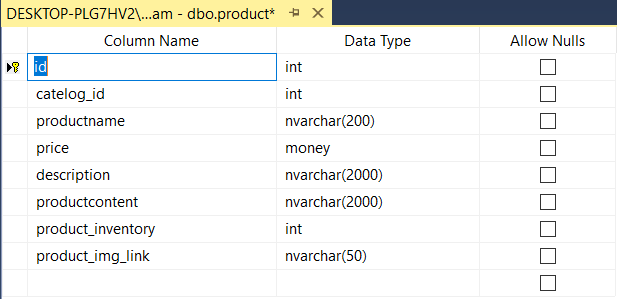 DESKTOP-PLG7HV2\...am - dbo.product*
Column Name Data Type Allow Nulls
id int
catelog_id int
productname nvarchar(200)
price money
description nvarchar(2000)
productcontent nvarchar(2000)
product_inventory int
product_img_link nvarchar(50)